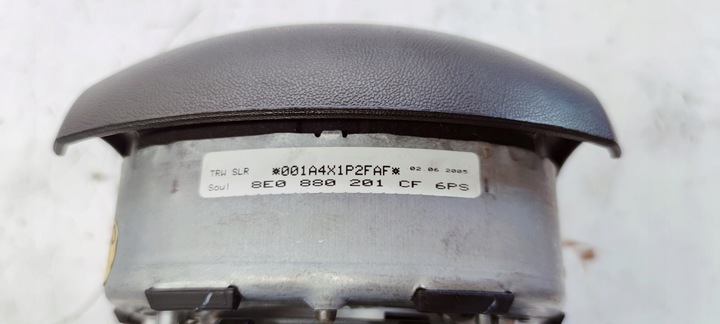 TRW SLR *001A4X1P2FAF* 02 06 2005
Soul 8E0 880 201 CF 6PS